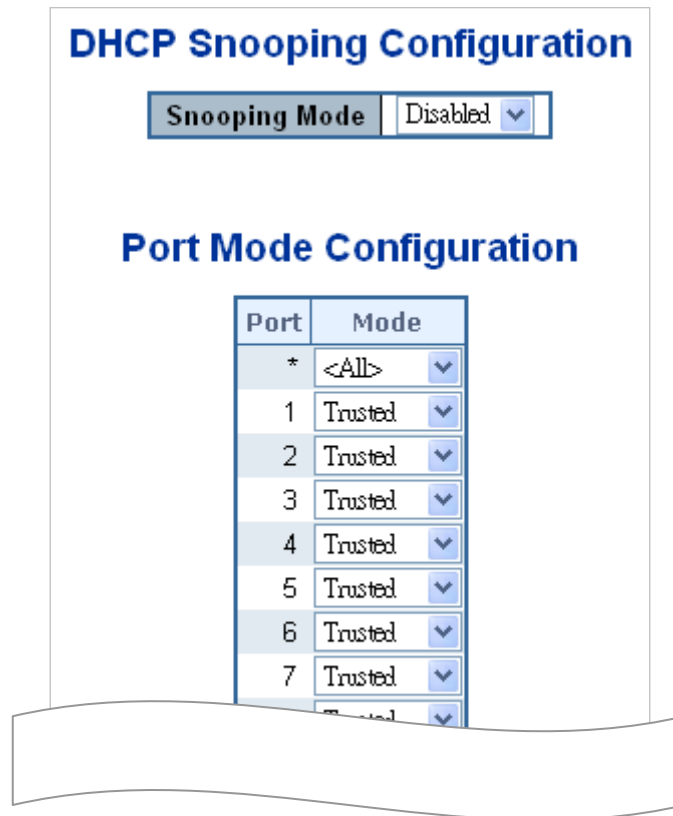 DHCP Snooping Configuration
Snooping Mode Disabled
Port Mode Configuration
Port Mode
* <All>
1 Trusted
2 Trusted
3 Trusted
4 Trusted
5 Trusted
6 Trusted
7 Trusted
Trusted